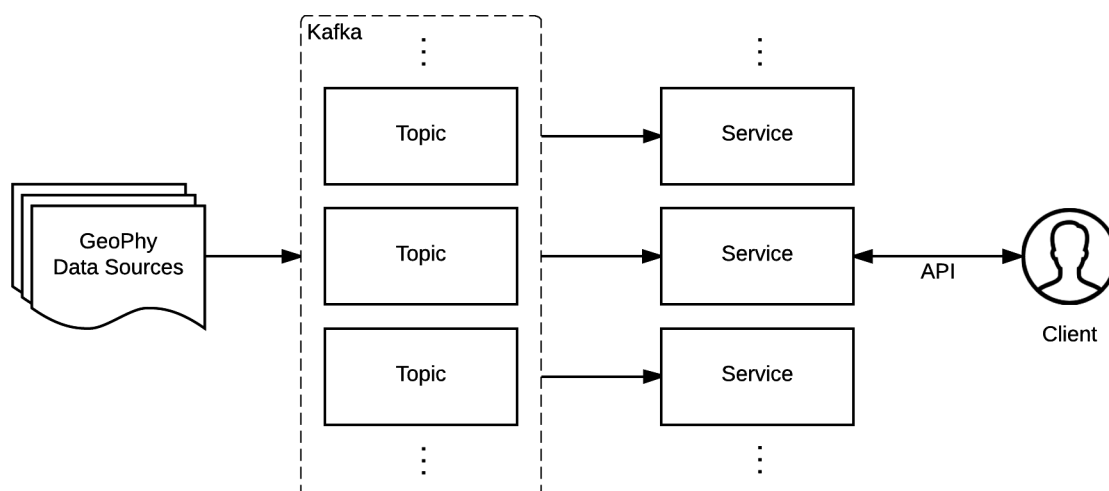 Kafka
Topic
Service
GeoPhy
Data Sources
Topic
Service
API
Client
Topic
Service